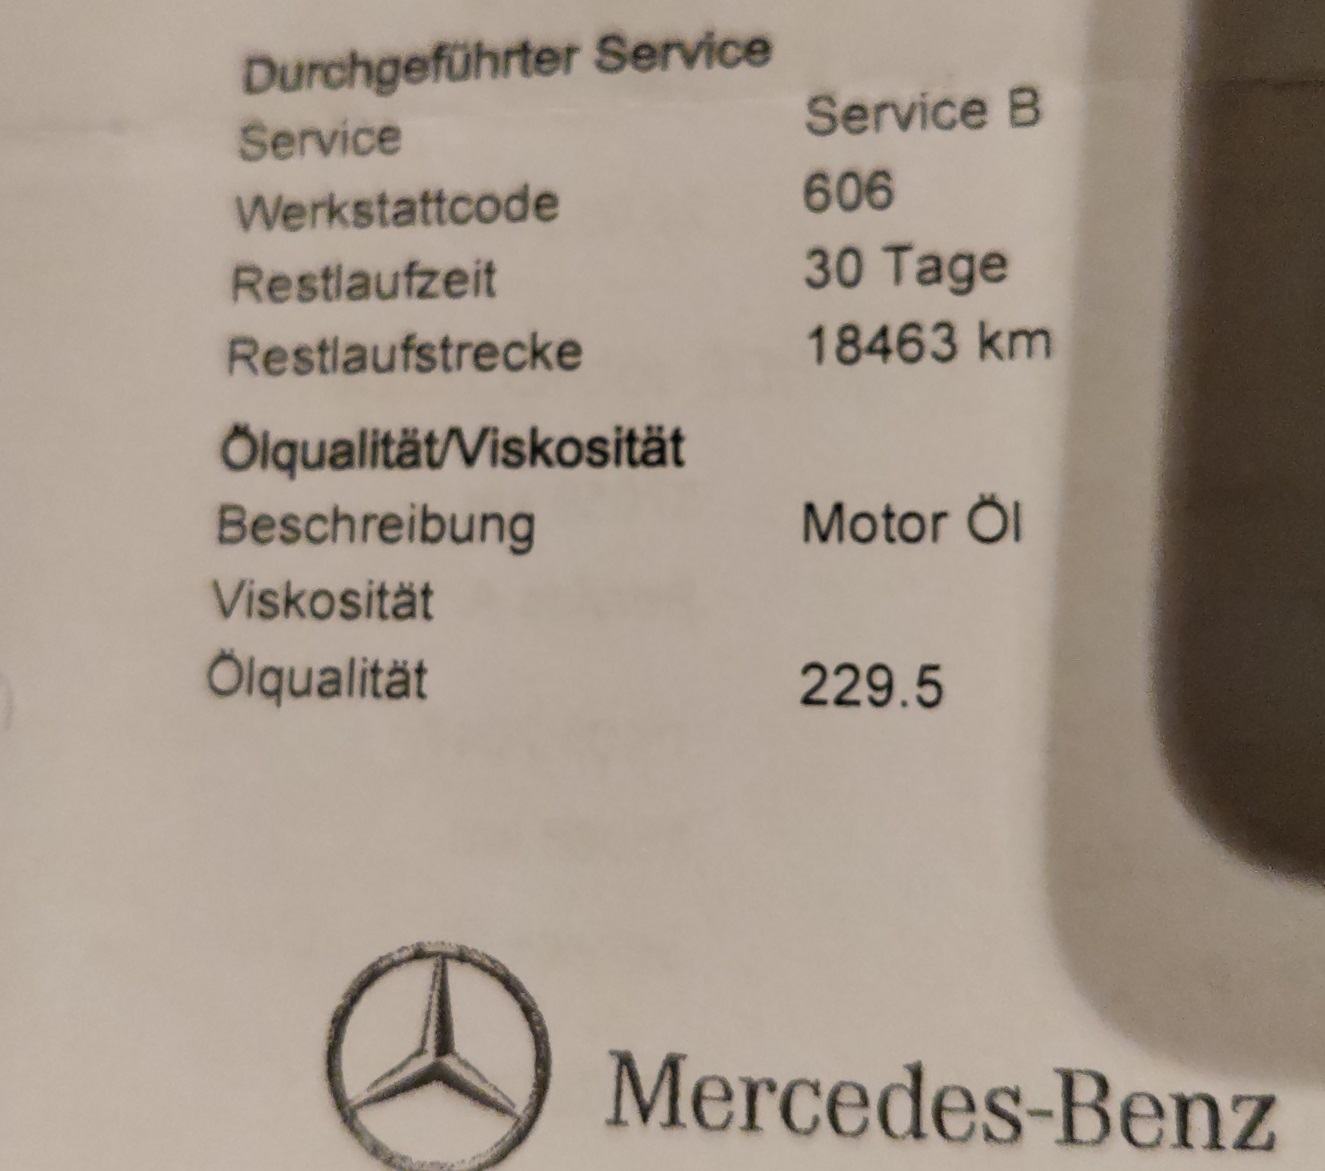 Durchgeführter Service
Service Service B
Werkstattcode 606
Restlaufzeit 30 Tage
Restlaufstrecke 18463 km
Ölqualität/Viskosität
Beschreibung Motor Öl
Viskosität
Ölqualität 229.5
Mercedes-Benz